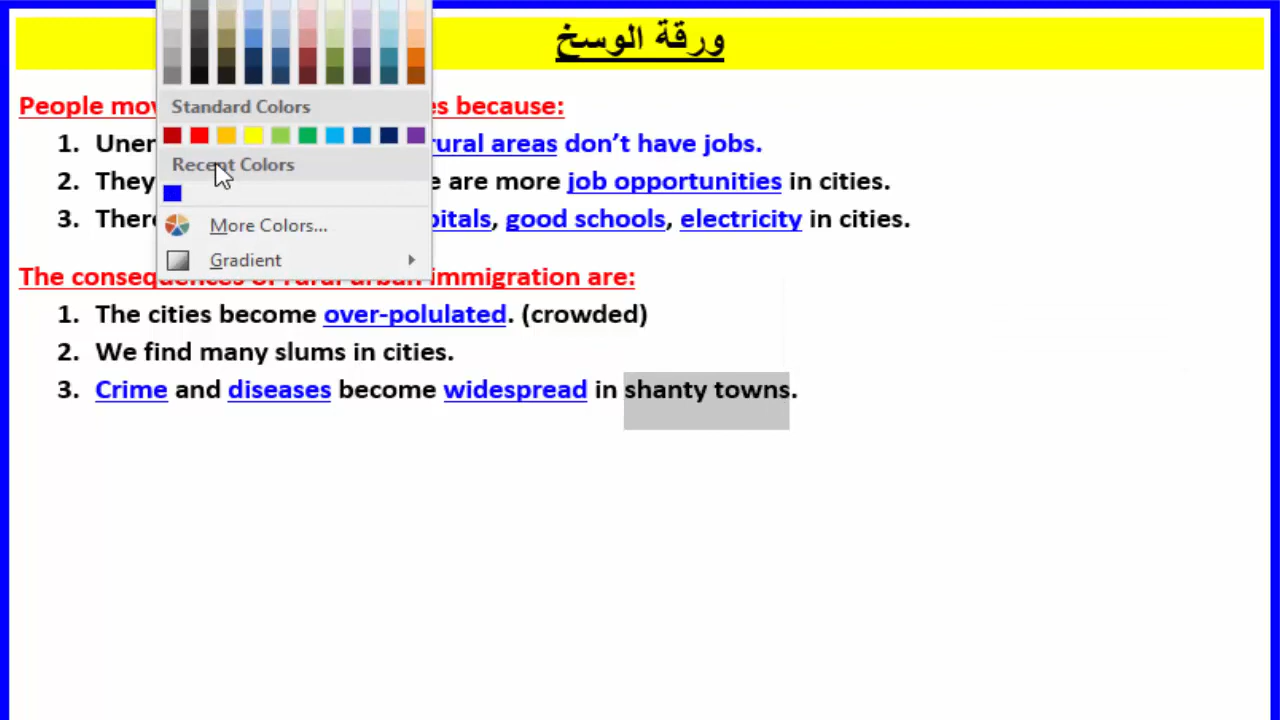 ورقة الوسخ
Standard Colors
Recent Colors
More Colors...
Gradient
People mov es because:
1. Uner rural areas don't have jobs.
2. They e are more job opportunities in cities.
3. There pitals, good schools, electricity in cities.
The consequences of rural urban immigration are:
1. The cities become over-polulated. (crowded)
2. We find many slums in cities.
3. Crime and diseases become widespread in shanty towns.